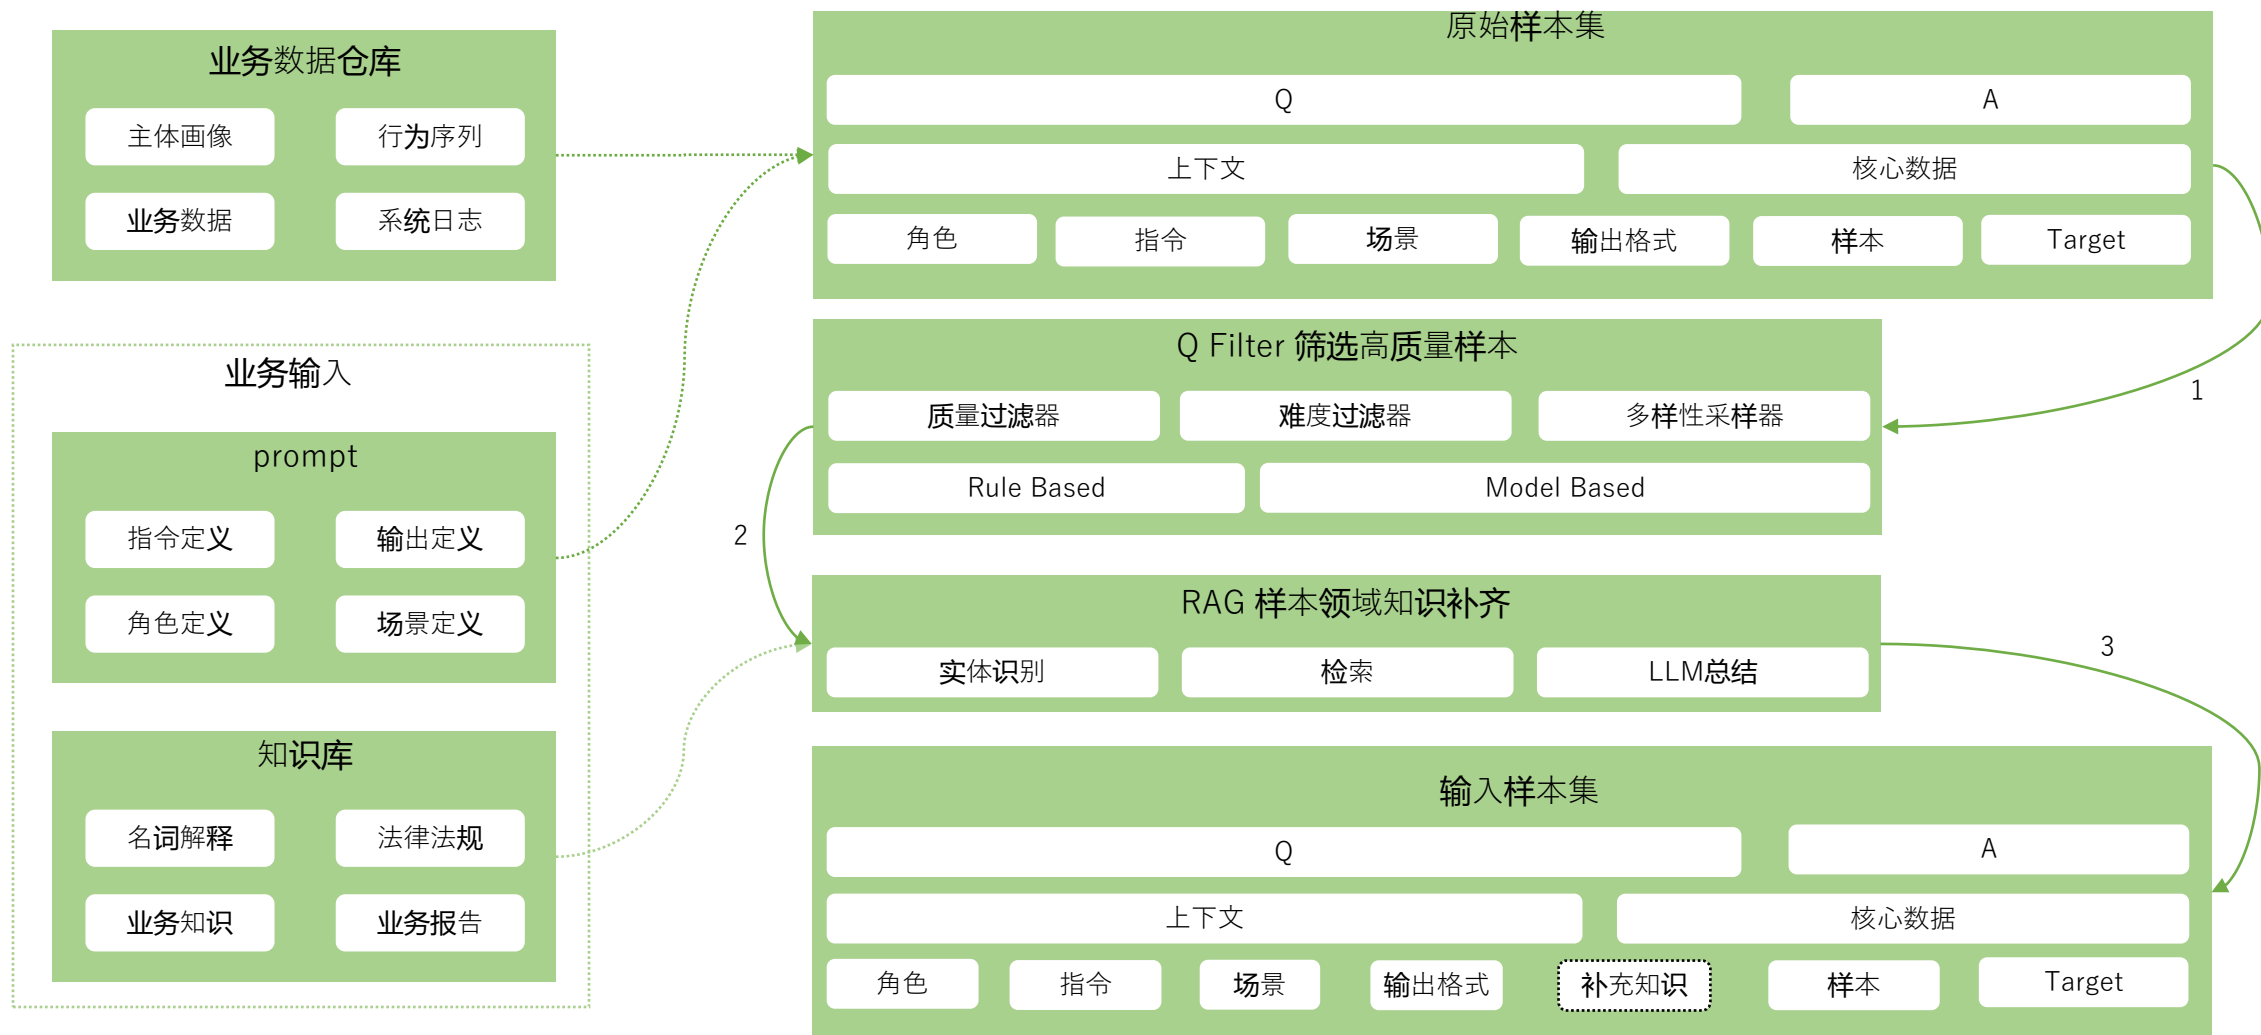 业务数据仓库
主体画像
行为序列
业务数据
系统日志
业务输入
prompt
指令定义
输出定义
角色定义
场景定义
知识库
名词解释
法律法规
业务知识
业务报告
原始样本集
Q
A
上下文
核心数据
角色
指令
场景
输出格式
样本
Target
1
Q Filter 筛选高质量样本
质量过滤器
难度过滤器
多样性采样器
Rule Based
Model Based
2
RAG 样本领域知识补齐
实体识别
检索
LLM总结
3
输入样本集
Q
A
上下文
核心数据
角色
指令
场景
输出格式
补充知识
样本
Target